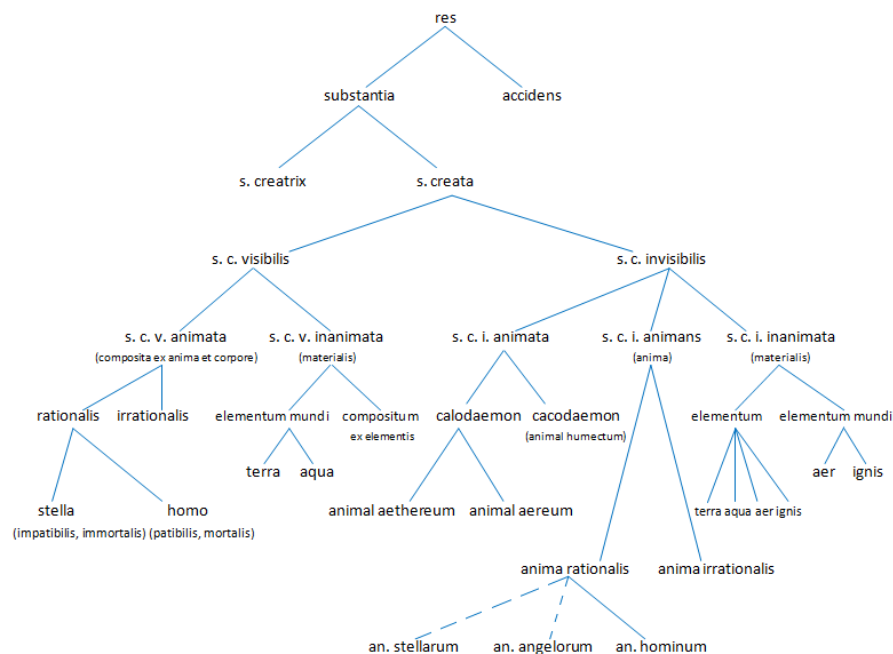 res
substantia accidens
s. creatrix s. creata
s. c. visibilis s. c. invisibilis
s. c. v. animata s. c. v. inanimata s. c. i. animata s. c. i. animans s. c. i. inanimata
(composita ex anima et corpore) (materialis) (anima) (materialis)
rationalis irrationalis elementum mundi compositum calodaemon cacodaemon elementum elementum mundi
ex elementis (animal humectum)
terra aqua aer ignis
stella homo animal aethereum animal aereum terra aqua aer ignis
(impatibilis, immortalis) (patibilis, mortalis)
anima rationalis anima irrationalis
an. stellarum an. angelorum an. hominum